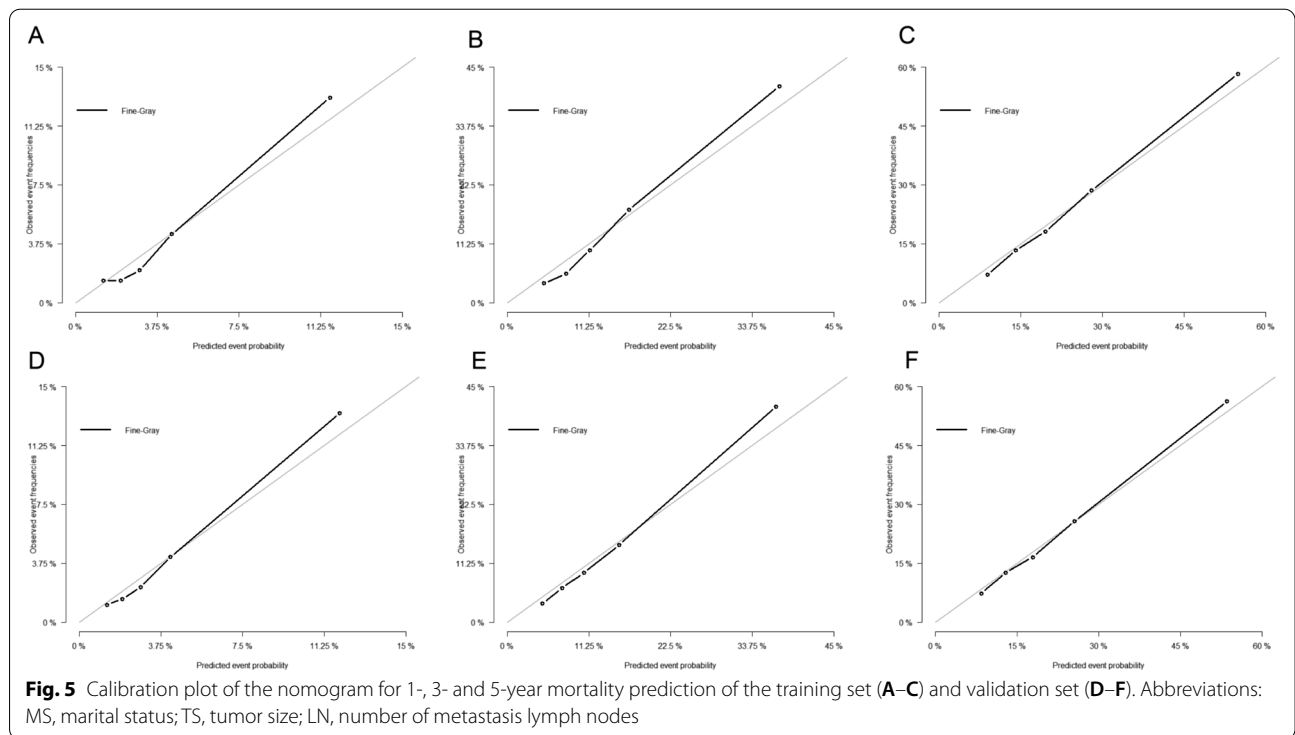 A
15 %
11.25 %
7.5 %
3.75 %
0 %
Observed event frequencies
Fine-Gray
0 %
3.75 %
7.5 %
11.25 %
15 %
Predicted event probability
B
45 %
33.75 %
22.5 %
11.25 %
0 %
Observed event frequencies
Fine-Gray
0 %
11.25 %
22.5 %
33.75 %
45 %
Predicted event probability
C
60 %
45 %
30 %
15 %
0 %
Observed event frequencies
Fine-Gray
0 %
15 %
30 %
45 %
60 %
Predicted event probability
D
15 %
11.25 %
7.5 %
3.75 %
0 %
Observed event frequencies
Fine-Gray
0 %
3.75 %
7.5 %
11.25 %
15 %
Predicted event probability
E
45 %
33.75 %
22.5 %
11.25 %
0 %
Observed event frequencies
Fine-Gray
0 %
11.25 %
22.5 %
33.75 %
45 %
Predicted event probability
F
60 %
45 %
30 %
15 %
0 %
Observed event frequencies
Fine-Gray
0 %
15 %
30 %
45 %
60 %
Predicted event probability
Fig. 5 Calibration plot of the nomogram for 1-, 3- and 5-year mortality prediction of the training set (A–C) and validation set (D–F). Abbreviations:
MS, marital status; TS, tumor size; LN, number of metastasis lymph nodes